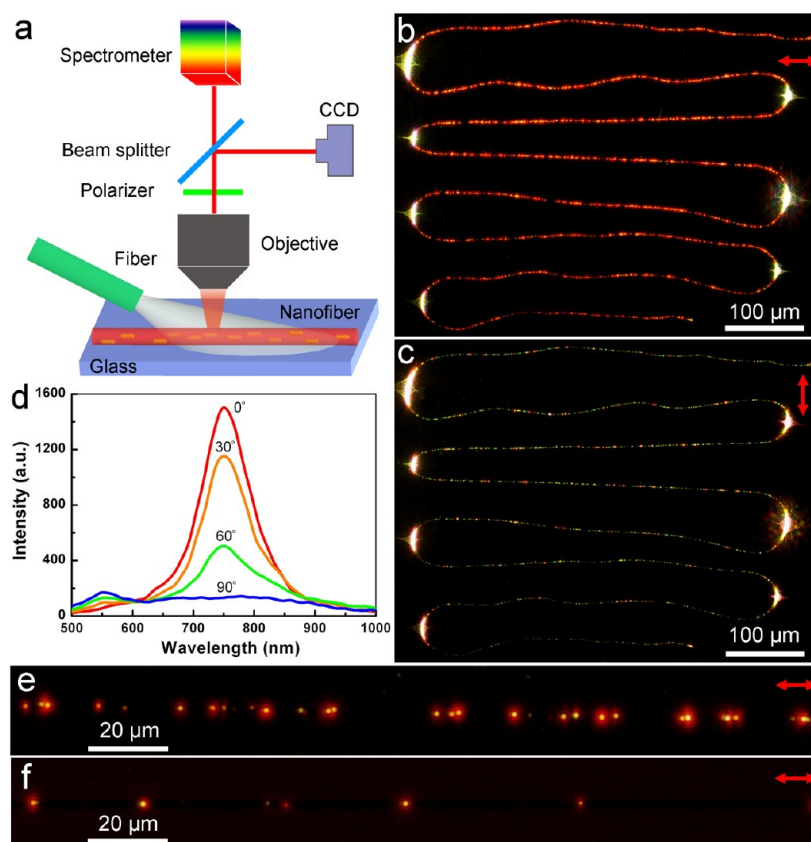 a
Spectrometer
CCD
Beam splitter
Polarizer
Fiber
Objective
Nanofiber
Glass
b
100 µm
c
100 µm
d
1600
1200
800
400
0
Intensity (a.u.)
0°
30°
60°
90°
500 600 700 800 900 1000
Wavelength (nm)
e
20 µm
f
20 µm